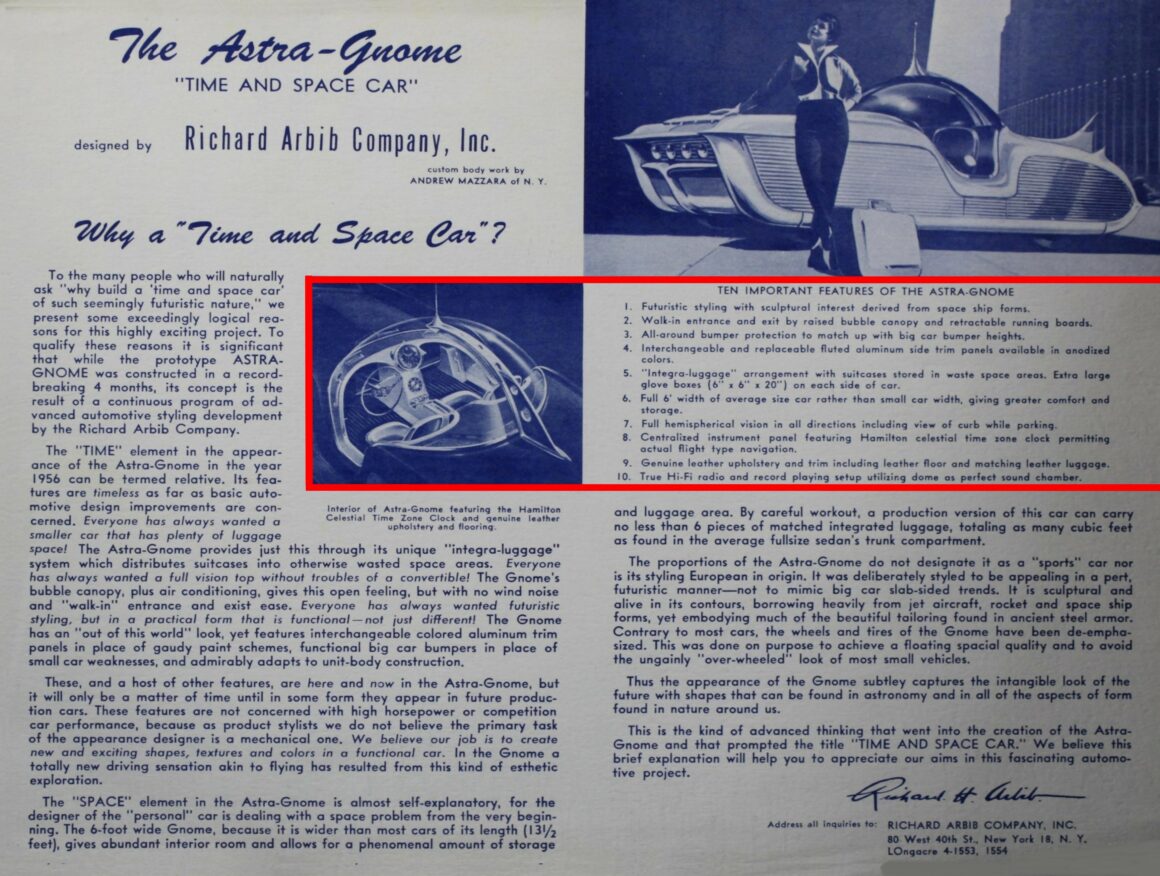 The Astra-Gnome
"TIME AND SPACE CAR"
designed by Richard Arbib Company, Inc.
custom body work by
ANDREW MAZZARA of N. Y.
Why a "Time and Space Car"?
To the many people who will naturally
ask "why build a 'time and space car'
of such seemingly futuristic nature," we
present some exceedingly logical rea-
sons for this highly exciting project. To
qualify these reasons it is significant
that while the prototype ASTRA-
GNOME was constructed in a record-
breaking 4 months, its concept is the
result of a continuous program of ad-
vanced automotive styling development
by the Richard Arbib Company.
The "TIME" element in the appear-
ance of the Astra-Gnome in the year
1956 can be termed relative. Its fea-
tures are timeless as far as basic auto-
motive design improvements are con-
cerned. Everyone has always wanted a
smaller car that has plenty of luggage
space! The Astra-Gnome provides just this through its unique "integra-luggage"
system which distributes suitcases into otherwise wasted space areas. Everyone
has always wanted a full vision top without troubles of a convertible! The Gnome's
bubble canopy, plus air conditioning, gives this open feeling, but with no wind noise
and "walk-in" entrance and exist ease. Everyone has always wanted futuristic
styling, but in a practical form that is functional—not just different! The Gnome
has an "out of this world" look, yet features interchangeable colored aluminum trim
panels in place of gaudy paint schemes, functional big car bumpers in place of
small car weaknesses, and admirably adapts to unit-body construction.
These, and a host of other features, are here and now in the Astra-Gnome, but
it will only be a matter of time until in some form they appear in future produc-
tion cars. These features are not concerned with high horsepower or competition
car performance, because as product stylists we do not believe the primary task
of the appearance designer is a mechanical one. We believe our job is to create
new and exciting shapes, textures and colors in a functional car. In the Gnome a
totally new driving sensation akin to flying has resulted from this kind of esthetic
exploration.
The "SPACE" element in the Astra-Gnome is almost self-explanatory, for the
designer of the "personal" car is dealing with a space problem from the very begin-
ning. The 6-foot wide Gnome, because it is wider than most cars of its length (13½
feet), gives abundant interior room and allows for a phenomenal amount of storage
Interior of Astra-Gnome featuring the Hamilton
Celestial Time Zone Clock and genuine leather
upholstery and flooring.
TEN IMPORTANT FEATURES OF THE ASTRA-GNOME
1. Futuristic styling with sculptural interest derived from space ship forms.
2. Walk-in entrance and exit by raised bubble canopy and retractable running boards.
3. All-around bumper protection to match up with big car bumper heights.
4. Interchangeable and replaceable fluted aluminum side trim panels available in anodized
colors.
5. "Integra-luggage" arrangement with suitcases stored in waste space areas. Extra large
glove boxes (6" x 6" x 20") on each side of car.
6. Full 6' width of average size car rather than small car width, giving greater comfort and
storage.
7. Full hemispherical vision in all directions including view of curb while parking.
8. Centralized instrument panel featuring Hamilton celestial time zone clock permitting
actual flight type navigation.
9. Genuine leather upholstery and trim including leather floor and matching leather luggage.
10. True Hi-Fi radio and record playing setup utilizing dome as perfect sound chamber.
and luggage area. By careful workout, a production version of this car can carry
no less than 6 pieces of matched integrated luggage, totaling as many cubic feet
as found in the average fullsize sedan's trunk compartment.
The proportions of the Astra-Gnome do not designate it as a "sports" car nor
is its styling European in origin. It was deliberately styled to be appealing in a pert,
futuristic manner—not to mimic big car slab-sided trends. It is sculptural and
alive in its contours, borrowing heavily from jet aircraft, rocket and space ship
forms, yet embodying much of the beautiful tailoring found in ancient steel armor.
Contrary to most cars, the wheels and tires of the Gnome have been de-empha-
sized. This was done on purpose to achieve a floating spacial quality and to avoid
the ungainly "over-wheeled" look of most small vehicles.
Thus the appearance of the Gnome subtley captures the intangible look of the
future with shapes that can be found in astronomy and in all of the aspects of form
found in nature around us.
This is the kind of advanced thinking that went into the creation of the Astra-
Gnome and that prompted the title "TIME AND SPACE CAR." We believe this
brief explanation will help you to appreciate our aims in this fascinating automo-
tive project.
Richard H. Arbib
Address all inquiries to: RICHARD ARBIB COMPANY, INC.
80 West 40th St., New York 18, N. Y.
LOngacre 4-1553, 1554